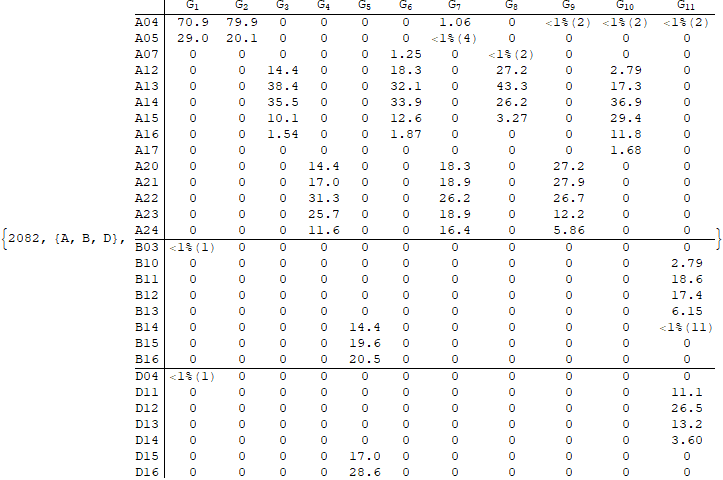 G1 G2 G3 G4 G5 G6 G7 G8 G9 G10 G11
A04 70.9 79.9 0 0 0 0 1.06 0 <1%(2) <1%(2) <1%(2)
A05 29.0 20.1 0 0 0 0 <1%(4) 0 0 0 0
A07 0 0 0 0 0 1.25 0 <1%(2) 0 0 0
A12 0 0 14.4 0 0 18.3 0 27.2 0 2.79 0
A13 0 0 38.4 0 0 32.1 0 43.3 0 17.3 0
A14 0 0 35.5 0 0 33.9 0 26.2 0 36.9 0
A15 0 0 10.1 0 0 12.6 0 3.27 0 29.4 0
A16 0 0 1.54 0 0 1.87 0 0 0 11.8 0
A17 0 0 0 0 0 0 0 0 0 1.68 0
A20 0 0 0 14.4 0 0 18.3 0 27.2 0 0
A21 0 0 0 17.0 0 0 18.9 0 27.9 0 0
A22 0 0 0 31.3 0 0 26.2 0 26.7 0 0
A23 0 0 0 25.7 0 0 18.9 0 12.2 0 0
A24 0 0 0 11.6 0 0 16.4 0 5.86 0 0
{2082, {A, B, D}, }
B03 <1%(1) 0 0 0 0 0 0 0 0 0 0
B10 0 0 0 0 0 0 0 0 0 0 2.79
B11 0 0 0 0 0 0 0 0 0 0 18.6
B12 0 0 0 0 0 0 0 0 0 0 17.4
B13 0 0 0 0 0 0 0 0 0 0 6.15
B14 0 0 0 0 14.4 0 0 0 0 0 <1%(11)
B15 0 0 0 0 19.6 0 0 0 0 0 0
B16 0 0 0 0 20.5 0 0 0 0 0 0
D04 <1%(1) 0 0 0 0 0 0 0 0 0 0
D11 0 0 0 0 0 0 0 0 0 0 11.1
D12 0 0 0 0 0 0 0 0 0 0 26.5
D13 0 0 0 0 0 0 0 0 0 0 13.2
D14 0 0 0 0 0 0 0 0 0 0 3.60
D15 0 0 0 0 17.0 0 0 0 0 0 0
D16 0 0 0 0 28.6 0 0 0 0 0 0